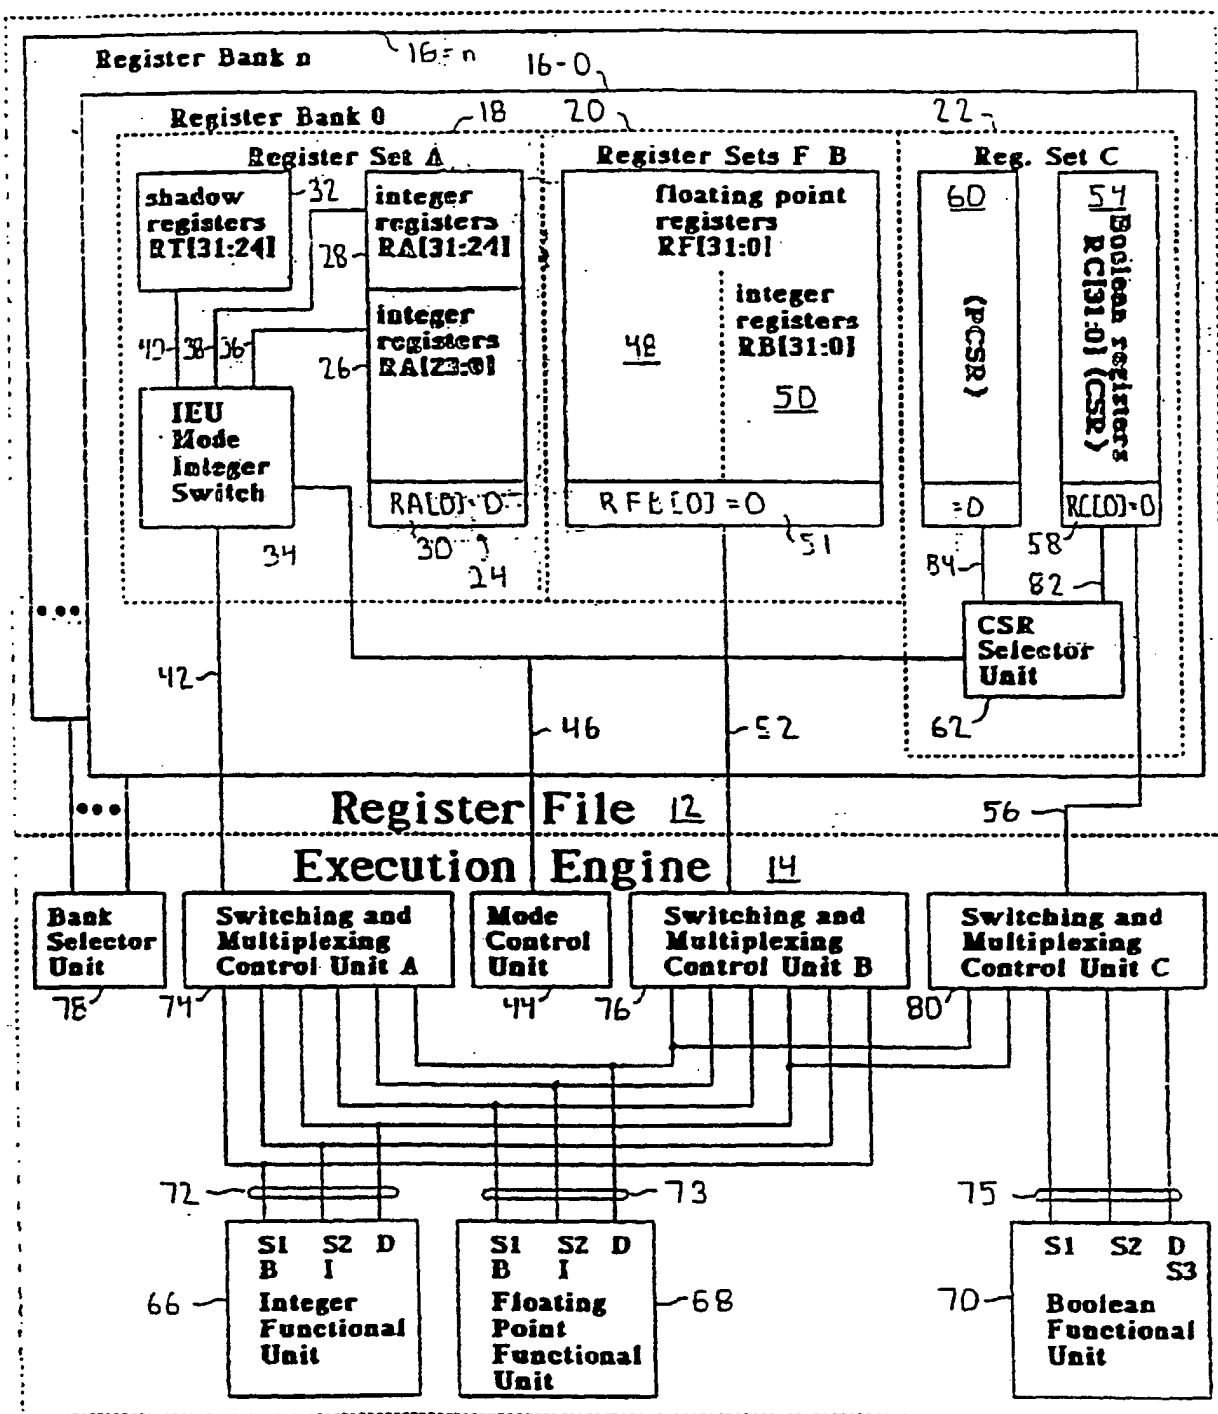 Register Bank n
16-n
16-0
Register Bank 0
18
20
22
Register Set A
Register Sets F B
Reg. Set C
shadow
registers
RT[31:24]
32
integer
registers
RA[31:24]
28
floating point
registers
RF[31:0]
60
54
(PCSR)
Boolean registers
RC[31:0] (CSR)
integer
registers
RA[23:0]
26
48
integer
registers
RB[31:0]
50
40
38
36
IEU
Mode
Integer
Switch
34
RA[0]=0
30
24
RFB[0]=0
51
=0
RC[0]=0
58
84
82
CSR
Selector
Unit
62
42
46
52
56
Register File 12
Execution Engine 14
Bank
Selector
Unit
78
Switching and
Multiplexing
Control Unit A
74
Mode
Control
Unit
44
Switching and
Multiplexing
Control Unit B
76
Switching and
Multiplexing
Control Unit C
80
72
73
75
S1 S2 D
B I
Integer
Functional
Unit
66
S1 S2 D
B I
Floating
Point
Functional
Unit
68
S1 S2 D
S3
Boolean
Functional
Unit
70